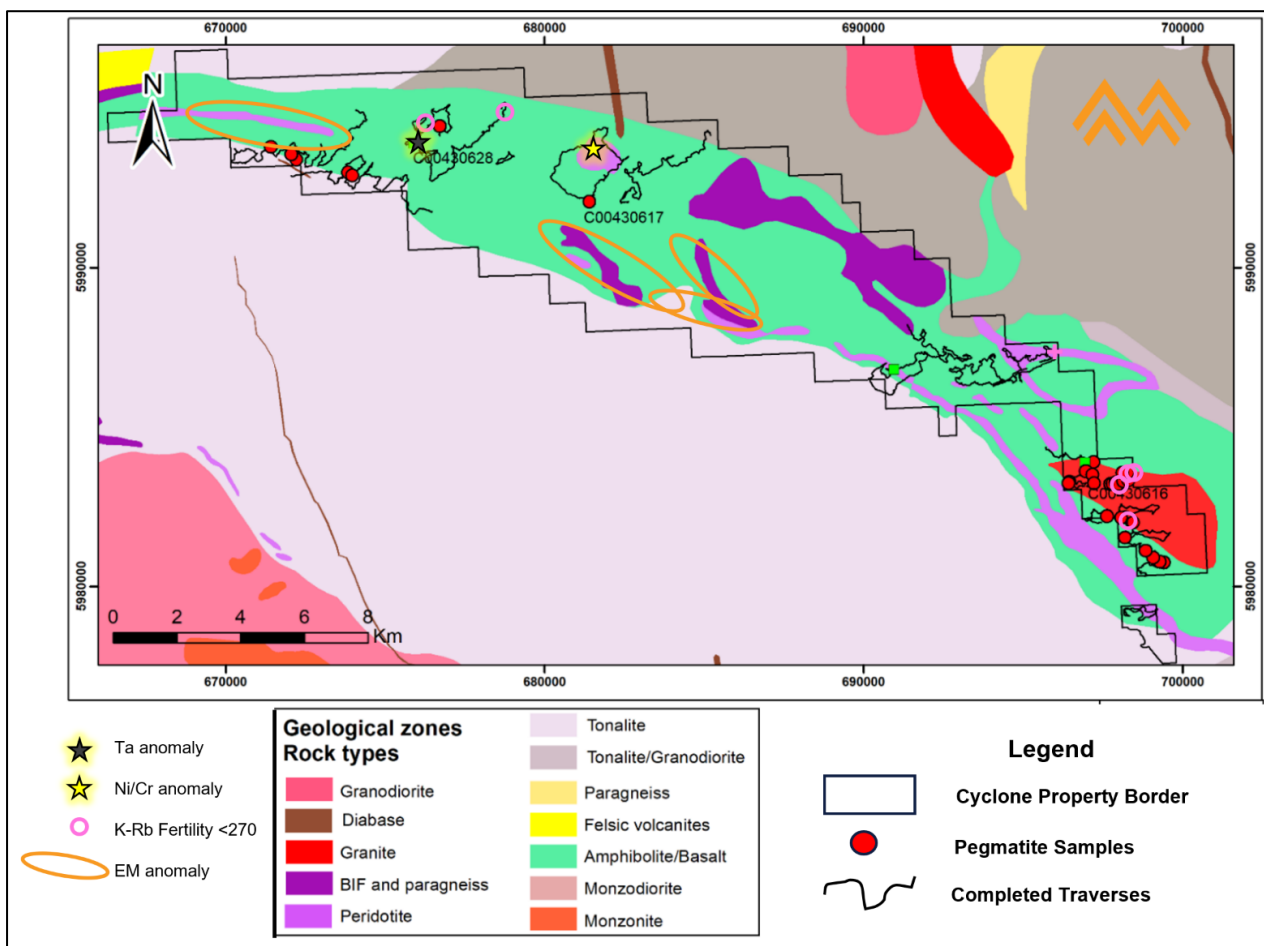 670000
680000
690000
700000
N
C00430628
C00430617
5990000
5990000
C00430616
5980000
5980000
0 2 4 6 8
Km
670000
680000
690000
700000
Ta anomaly
Ni/Cr anomaly
K-Rb Fertility <270
EM anomaly
Geological zones
Rock types
Granodiorite
Diabase
Granite
BIF and paragneiss
Peridotite
Tonalite
Tonalite/Granodiorite
Paragneiss
Felsic volcanites
Amphibolite/Basalt
Monzodiorite
Monzonite
Legend
Cyclone Property Border
Pegmatite Samples
Completed Traverses